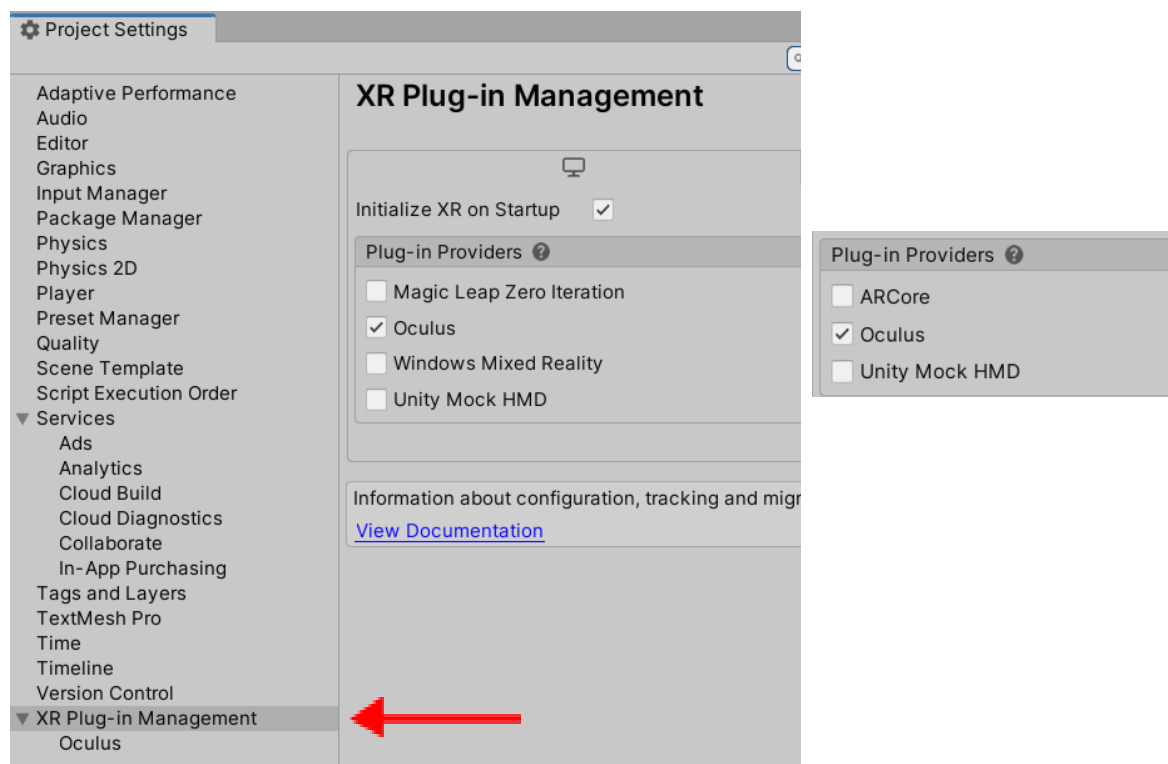 Project Settings
Adaptive Performance
Audio
Editor
Graphics
Input Manager
Package Manager
Physics
Physics 2D
Player
Preset Manager
Quality
Scene Template
Script Execution Order
Services
Ads
Analytics
Cloud Build
Cloud Diagnostics
Collaborate
In-App Purchasing
Tags and Layers
TextMesh Pro
Time
Timeline
Version Control
XR Plug-in Management
Oculus
XR Plug-in Management
Initialize XR on Startup
Plug-in Providers
Magic Leap Zero Iteration
Oculus
Windows Mixed Reality
Unity Mock HMD
Information about configuration, tracking and migr
View Documentation
Plug-in Providers
ARCore
Oculus
Unity Mock HMD